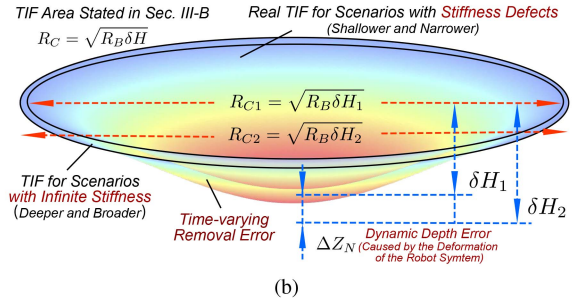 TIF Area Stated in Sec. III-B
R_C = √(R_B δH)
Real TIF for Scenarios with Stiffness Defects
(Shallower and Narrower)
R_C1 = √(R_B δH_1)
R_C2 = √(R_B δH_2)
TIF for Scenarios
with Infinite Stiffness
(Deeper and Broader)
Time-varying
Removal Error
δH_1
δH_2
ΔZ_N
Dynamic Depth Error
(Caused by the Deformation
of the Robot Symtem)
(b)